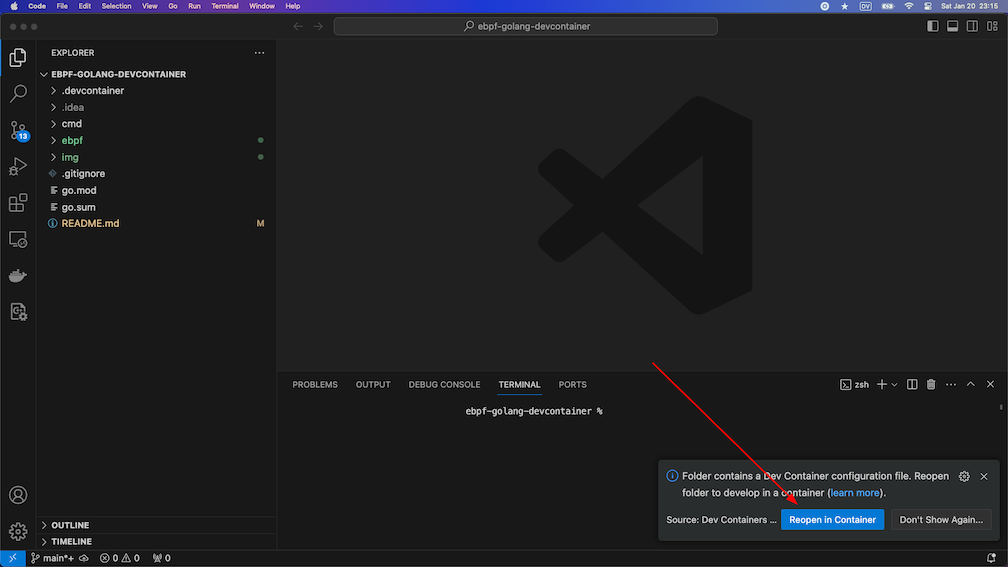 Code File Edit Selection View Go Run Terminal Window Help DV Sat Jan 20 23:15
ebpf-golang-devcontainer
EXPLORER
EBPF-GOLANG-DEVCONTAINER
.devcontainer
.idea
cmd
ebpf
img
.gitignore
go.mod
go.sum
README.md M
13
PROBLEMS OUTPUT DEBUG CONSOLE TERMINAL PORTS zsh
ebpf-golang-devcontainer %
Folder contains a Dev Container configuration file. Reopen
folder to develop in a container (learn more).
Source: Dev Containers ... Reopen in Container Don't Show Again...
OUTLINE
TIMELINE
main*+ 0 0 0